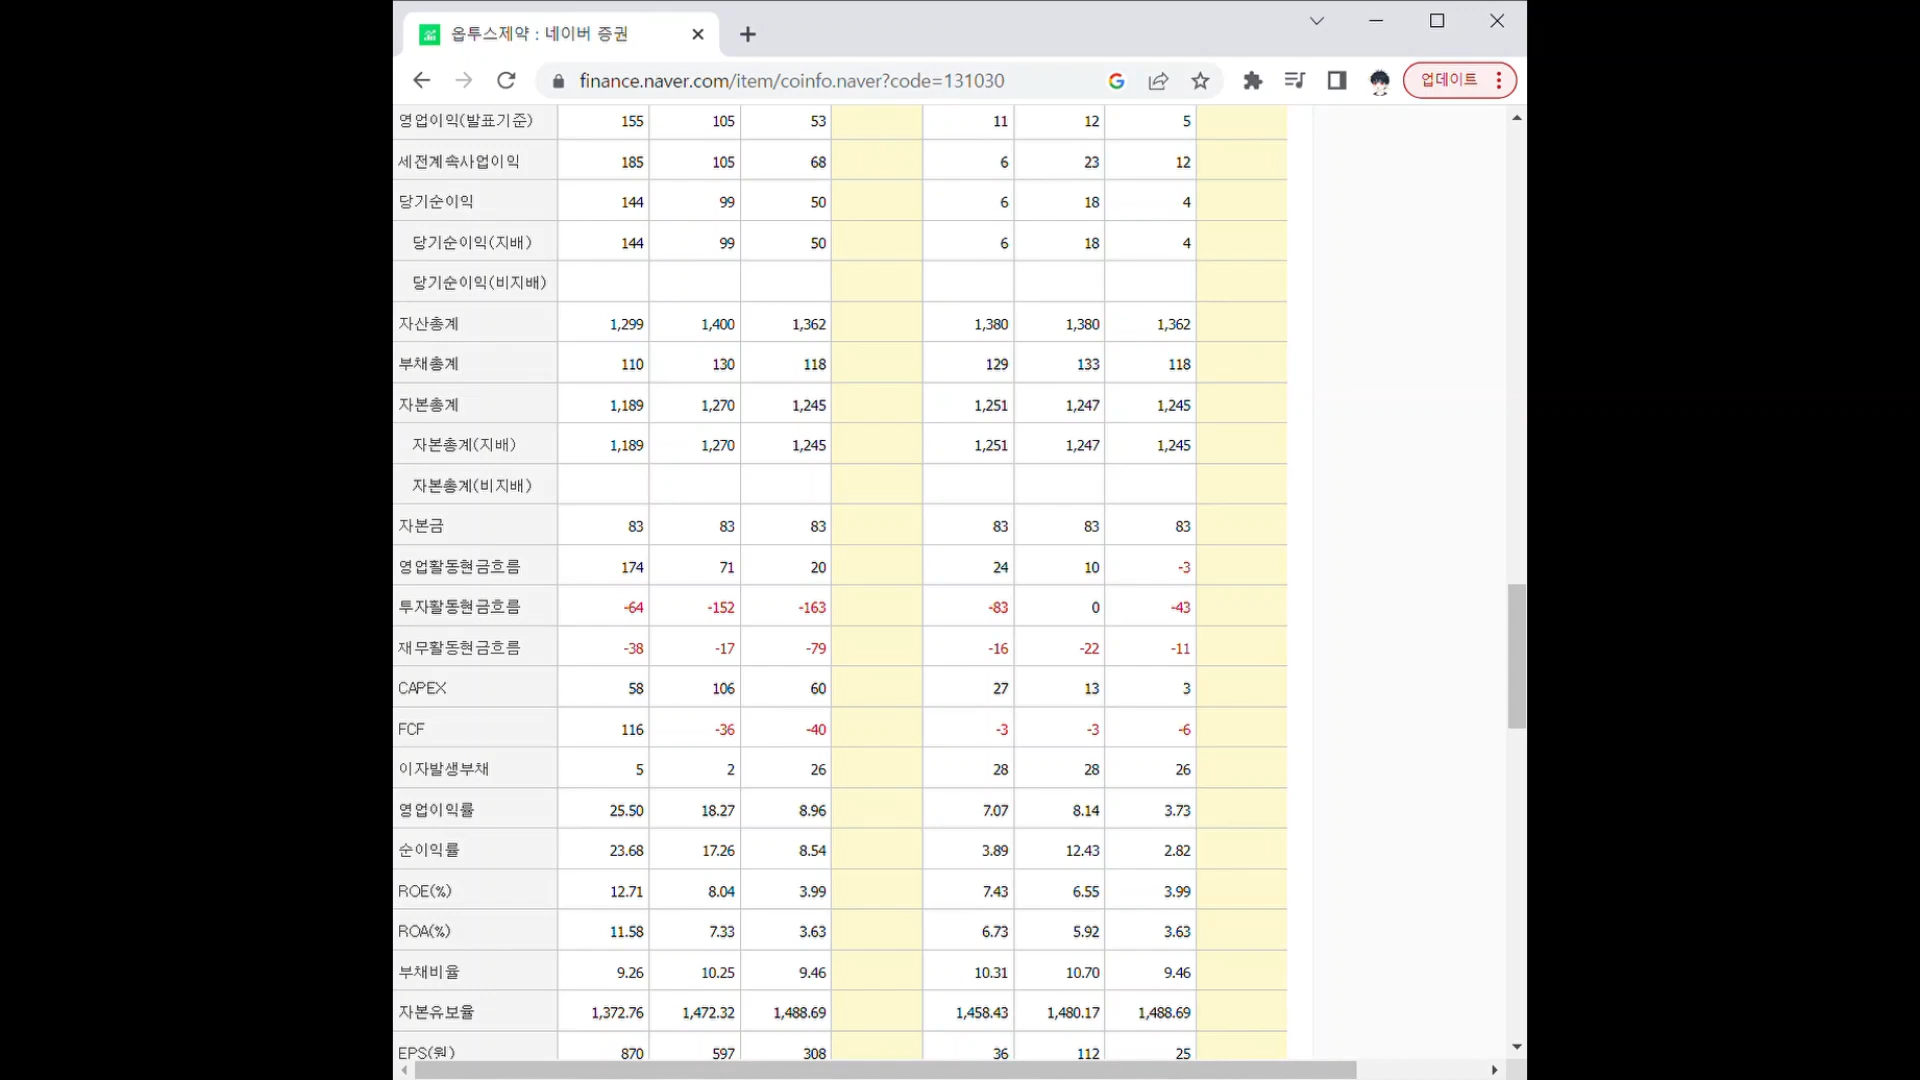 옵투스제약 : 네이버 증권
finance.naver.com/item/coinfo.naver?code=131030
업데이트
영업이익(발표기준) 155 105 53 11 12 5
세전계속사업이익 185 105 68 6 23 12
당기순이익 144 99 50 6 18 4
당기순이익(지배) 144 99 50 6 18 4
당기순이익(비지배)
자산총계 1,299 1,400 1,362 1,380 1,380 1,362
부채총계 110 130 118 129 133 118
자본총계 1,189 1,270 1,245 1,251 1,247 1,245
자본총계(지배) 1,189 1,270 1,245 1,251 1,247 1,245
자본총계(비지배)
자본금 83 83 83 83 83 83
영업활동현금흐름 174 71 20 24 10 -3
투자활동현금흐름 -64 -152 -163 -83 0 -43
재무활동현금흐름 -38 -17 -79 -16 -22 -11
CAPEX 58 106 60 27 13 3
FCF 116 -36 -40 -3 -3 -6
이자발생부채 5 2 26 28 28 26
영업이익률 25.50 18.27 8.96 7.07 8.14 3.73
순이익률 23.68 17.26 8.54 3.89 12.43 2.82
ROE(%) 12.71 8.04 3.99 7.43 6.55 3.99
ROA(%) 11.58 7.33 3.63 6.73 5.92 3.63
부채비율 9.26 10.25 9.46 10.31 10.70 9.46
자본유보율 1,372.76 1,472.32 1,488.69 1,458.43 1,480.17 1,488.69
EPS(원) 870 597 308 36 112 25